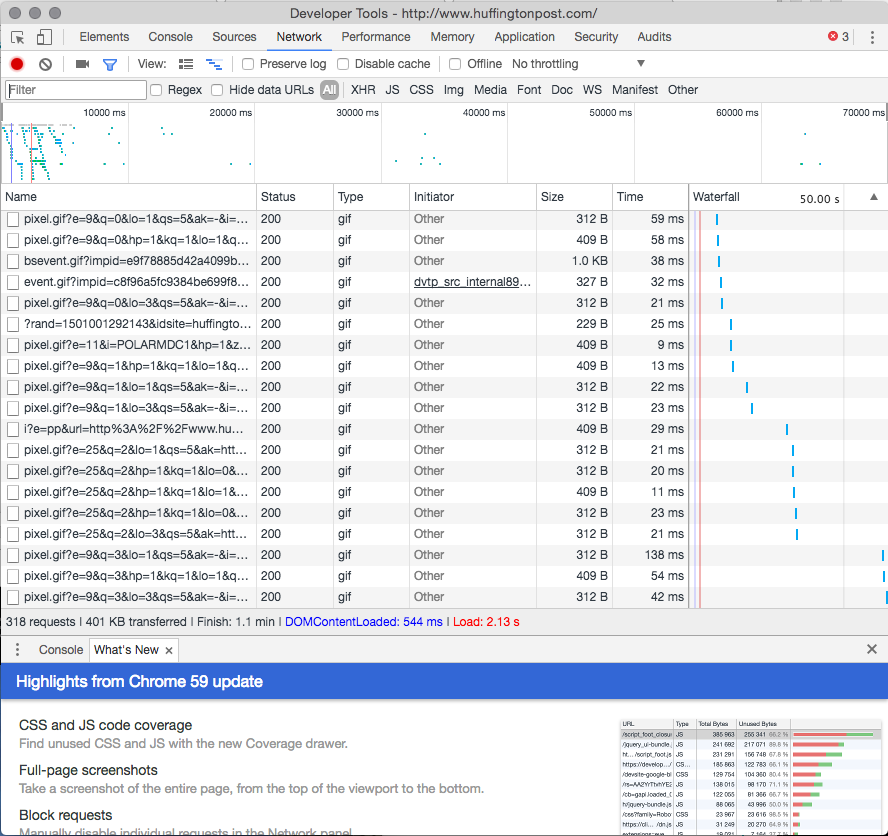 Developer Tools - http://www.huffingtonpost.com/
Elements Console Sources Network Performance Memory Application Security Audits 3
View: Preserve log Disable cache Offline No throttling
Filter Regex Hide data URLs All XHR JS CSS Img Media Font Doc WS Manifest Other
10000 ms 20000 ms 30000 ms 40000 ms 50000 ms 60000 ms 70000 ms
Name Status Type Initiator Size Time Waterfall 50.00 s
pixel.gif?e=9&q=0&lo=1&qs=5&ak=-&i=... 200 gif Other 312 B 59 ms
pixel.gif?e=9&q=0&hp=1&kq=1&lo=1&q... 200 gif Other 409 B 58 ms
bsevent.gif?impid=e9f78885d42a4099b... 200 gif Other 1.0 KB 38 ms
event.gif?impid=c8f96a5fc9384be699f8... 200 gif dvtp_src_internal89... 327 B 32 ms
pixel.gif?e=9&q=0&lo=3&qs=5&ak=-&i=... 200 gif Other 312 B 21 ms
?rand=1501001292143&idsite=huffingto... 200 gif Other 229 B 25 ms
pixel.gif?e=11&i=POLARMDC1&hp=1&z... 200 gif Other 409 B 9 ms
pixel.gif?e=9&q=1&hp=1&kq=1&lo=1&q... 200 gif Other 409 B 13 ms
pixel.gif?e=9&q=1&lo=1&qs=5&ak=-&i=... 200 gif Other 312 B 22 ms
pixel.gif?e=9&q=1&lo=3&qs=5&ak=-&i=... 200 gif Other 312 B 23 ms
i?e=pp&url=http%3A%2F%2Fwww.hu... 200 gif Other 409 B 29 ms
pixel.gif?e=25&q=2&lo=1&qs=5&ak=htt... 200 gif Other 312 B 21 ms
pixel.gif?e=25&q=2&hp=1&kq=1&lo=0&... 200 gif Other 312 B 20 ms
pixel.gif?e=25&q=2&hp=1&kq=1&lo=1&... 200 gif Other 409 B 11 ms
pixel.gif?e=25&q=2&hp=1&kq=1&lo=0&... 200 gif Other 312 B 23 ms
pixel.gif?e=25&q=2&lo=3&qs=5&ak=htt... 200 gif Other 312 B 21 ms
pixel.gif?e=9&q=3&lo=1&qs=5&ak=-&i=... 200 gif Other 312 B 138 ms
pixel.gif?e=9&q=3&hp=1&kq=1&lo=1&q... 200 gif Other 409 B 54 ms
pixel.gif?e=9&q=3&lo=3&qs=5&ak=-&i=... 200 gif Other 312 B 42 ms
318 requests | 401 KB transferred | Finish: 1.1 min | DOMContentLoaded: 544 ms | Load: 2.13 s
Console What's New
Highlights from Chrome 59 update
CSS and JS code coverage
Find unused CSS and JS with the new Coverage drawer.
Full-page screenshots
Take a screenshot of the entire page, from the top of the viewport to the bottom.
Block requests
Manually disable individual requests in the Network panel.
URL Type Total Bytes Unused Bytes
/script_foot_closu JS 385 963 255 341 66.2 %
/jquery_ui-bundle. JS 241 692 217 071 89.8 %
ht... /script_foot.js JS 231 291 156 748 67.8 %
https://develop.../ CS... 185 863 122 783 66.1 %
/devsite-google-bl CSS 129 754 104 360 80.4 %
JS 138 015 98 170 71.1 %
/cb=gapi.loaded_0 JS 122 055 81 366 66.7 %
h/jquery-bundle.js JS 88 065 43 996 50.0 %
/css?family=Robo CSS 23 967 23 616 98.5 %
https://cli... /dn.js JS 31 249 20 270 64.9 %